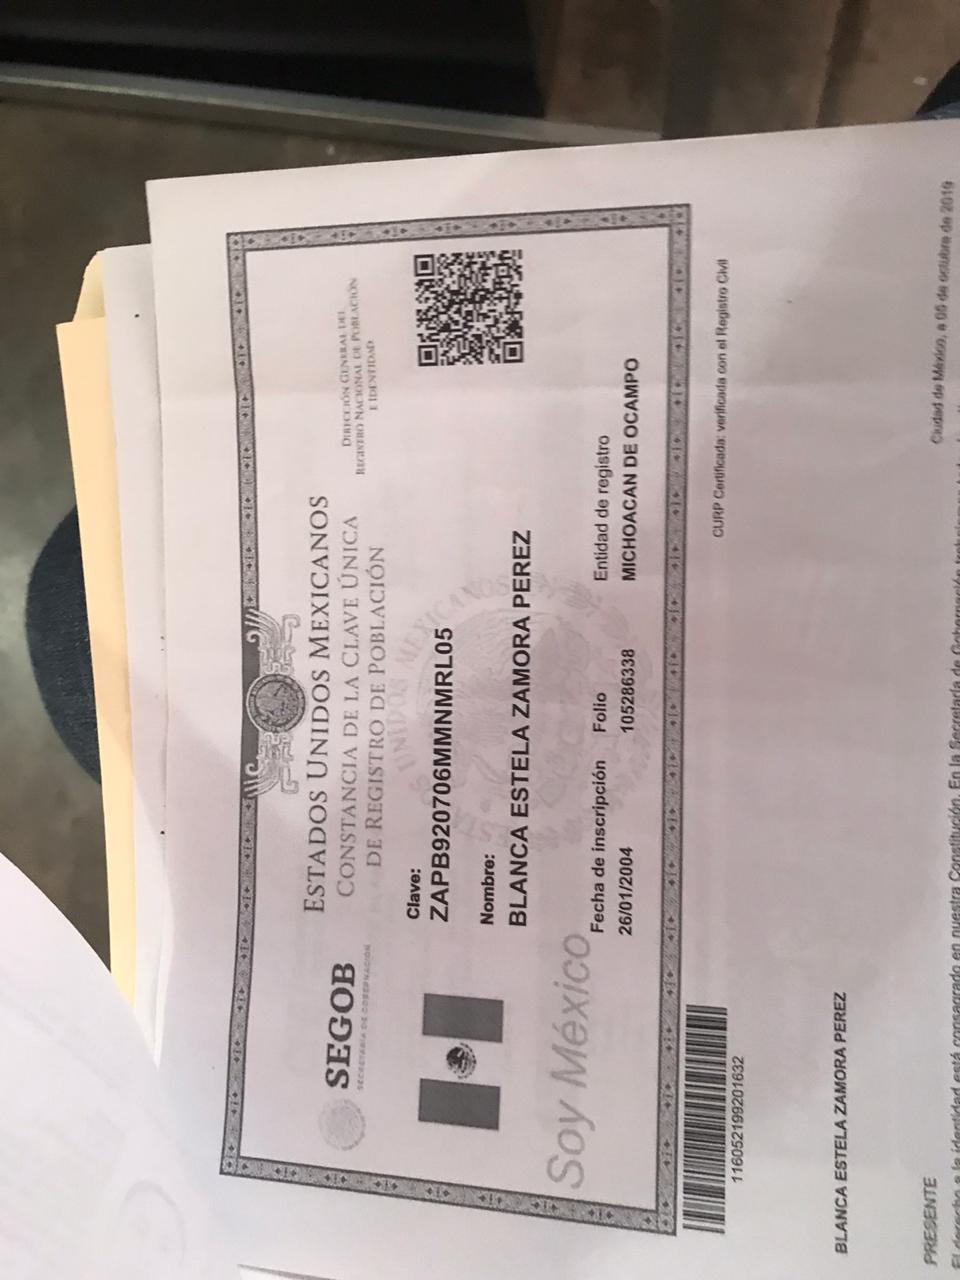 SEGOB
SECRETARÍA DE GOBERNACIÓN
ESTADOS UNIDOS MEXICANOS
CONSTANCIA DE LA CLAVE ÚNICA
DE REGISTRO DE POBLACIÓN
DIRECCIÓN GENERAL DEL
REGISTRO NACIONAL DE POBLACIÓN
E IDENTIDAD
Clave:
ZAPB920706MMNMRL05
Nombre:
BLANCA ESTELA ZAMORA PEREZ
Soy México
Fecha de inscripción Folio Entidad de registro
26/01/2004 105286338 MICHOACAN DE OCAMPO
116052199201632
CURP Certificada: verificada con el Registro Civil
BLANCA ESTELA ZAMORA PEREZ
Ciudad de México, a 05 de octubre de 2019
PRESENTE
El derecho a la identidad está consagrado en nuestra Constitución. En la Secretaría de Gobernación